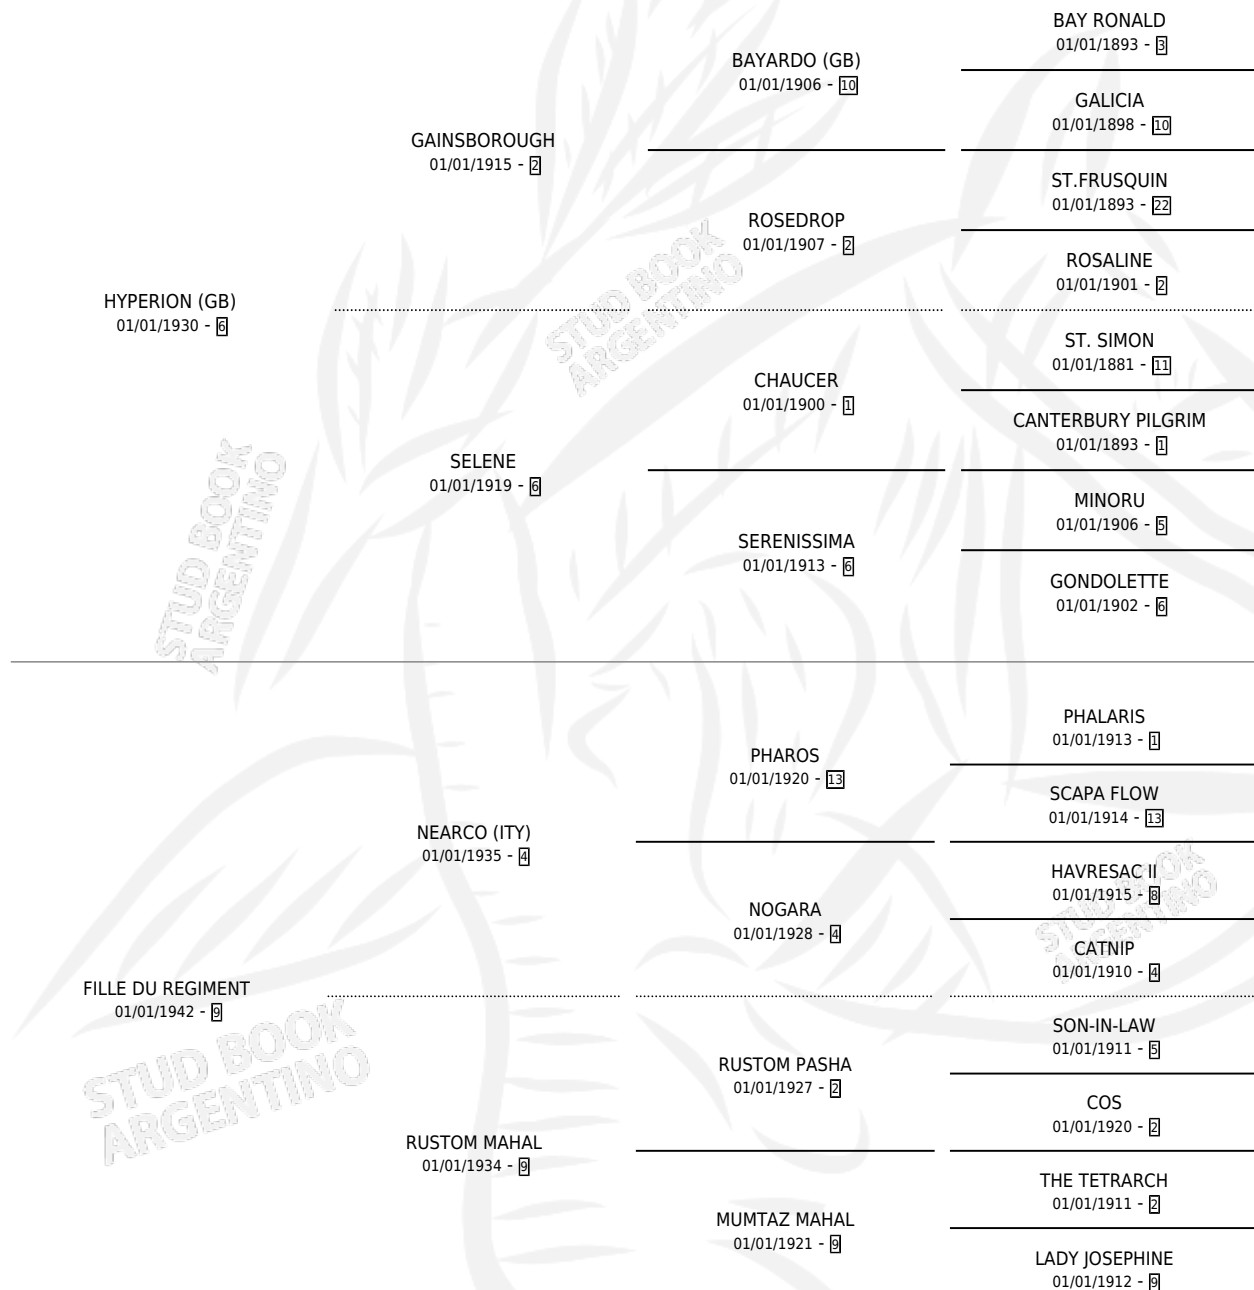 BAY RONALD
01/01/1893 - 3
BAYARDO (GB)
01/01/1906 - 10
GALICIA
01/01/1898 - 10
GAINSBOROUGH
01/01/1915 - 2
ST.FRUSQUIN
01/01/1893 - 22
ROSEDROP
01/01/1907 - 2
ROSALINE
01/01/1901 - 2
HYPERION (GB)
01/01/1930 - 6
ST. SIMON
01/01/1881 - 11
CHAUCER
01/01/1900 - 1
CANTERBURY PILGRIM
01/01/1893 - 1
SELENE
01/01/1919 - 6
MINORU
01/01/1906 - 5
SERENISSIMA
01/01/1913 - 6
GONDOLETTE
01/01/1902 - 6
PHALARIS
01/01/1913 - 1
PHAROS
01/01/1920 - 13
SCAPA FLOW
01/01/1914 - 13
NEARCO (ITY)
01/01/1935 - 4
HAVRESAC II
01/01/1915 - 8
NOGARA
01/01/1928 - 4
CATNIP
01/01/1910 - 4
FILLE DU REGIMENT
01/01/1942 - 9
SON-IN-LAW
01/01/1911 - 5
RUSTOM PASHA
01/01/1927 - 2
COS
01/01/1920 - 2
RUSTOM MAHAL
01/01/1934 - 9
THE TETRARCH
01/01/1911 - 2
MUMTAZ MAHAL
01/01/1921 - 9
LADY JOSEPHINE
01/01/1912 - 9
STUD BOOK
ARGENTINO
STUD BOOK
ARGENTINO
STUD BOOK
ARGENTINO
STUD BOOK
ARGENTINO